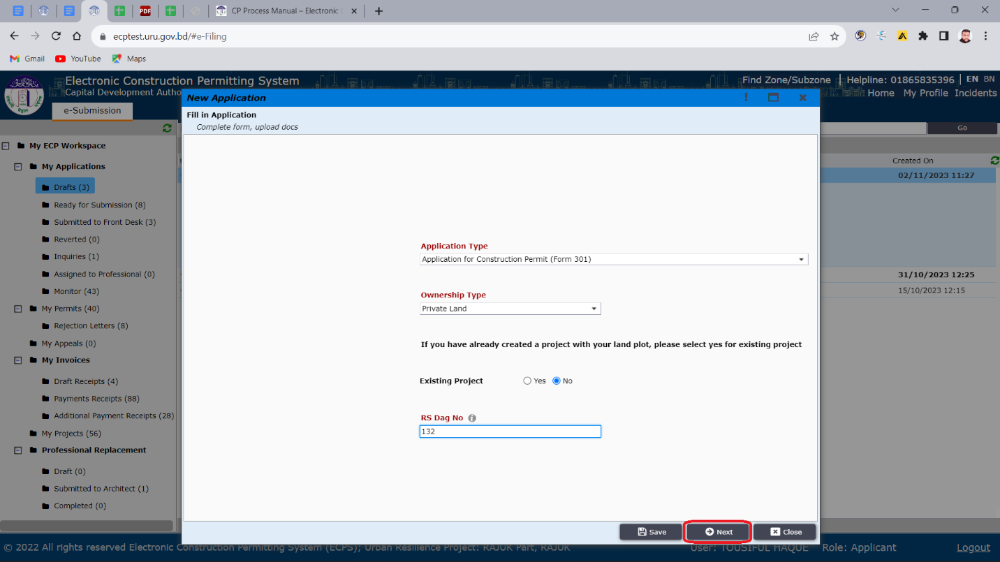 CP Process Manual – Electronic
ecptest.uru.gov.bd/#e-Filing
Gmail
YouTube
Maps
Electronic Construction Permitting System
Capital Development Autho
e-Submission
Find Zone/Subzone | Helpline: 01865835396 | EN BN
Home My Profile Incidents
Go
My ECP Workspace
My Applications
Drafts (3)
Ready for Submission (8)
Submitted to Front Desk (3)
Reverted (0)
Inquiries (1)
Assigned to Professional (0)
Monitor (43)
My Permits (40)
Rejection Letters (8)
My Appeals (0)
My Invoices
Draft Receipts (4)
Payments Receipts (88)
Additional Payment Receipts (28)
My Projects (56)
Professional Replacement
Draft (0)
Submitted to Architect (1)
Completed (0)
New Application
Fill in Application
Complete form, upload docs
Application Type
Application for Construction Permit (Form 301)
Ownership Type
Private Land
If you have already created a project with your land plot, please select yes for existing project
Existing Project Yes No
RS Dag No
132
Save Next Close
Created On
02/11/2023 11:27
31/10/2023 12:25
15/10/2023 12:15
© 2022 All rights reserved Electronic Construction Permitting System (ECPS); Urban Resilience Project: RAJUK Part, RAJUK
User: TOUSIFUL HAQUE Role: Applicant Logout